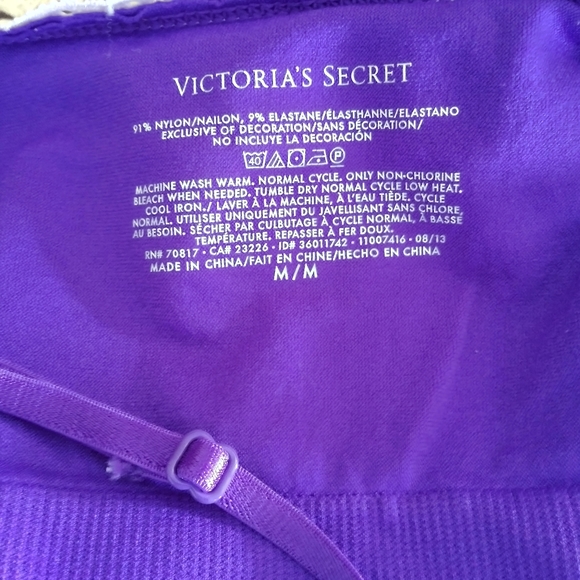 VICTORIA'S SECRET
91% NYLON/NAILON, 9% ELASTANE/ÉLASTHANNE/ELASTANO
EXCLUSIVE OF DECORATION/SANS DÉCORATION/
NO INCLUYE LA DECORACIÓN
40 P
MACHINE WASH WARM. NORMAL CYCLE. ONLY NON-CHLORINE
BLEACH WHEN NEEDED. TUMBLE DRY NORMAL CYCLE LOW HEAT.
COOL IRON./ LAVER À LA MACHINE, À L'EAU TIÈDE. CYCLE
NORMAL. UTILISER UNIQUEMENT DU JAVELLISANT SANS CHLORE,
AU BESOIN. SÉCHER PAR CULBUTAGE À CYCLE NORMAL, À BASSE
TEMPÉRATURE. REPASSER À FER DOUX.
RN# 70817 • CA# 23226 • ID# 36011742 • 11007416 • 08/13
MADE IN CHINA/FAIT EN CHINE/HECHO EN CHINA
M/M